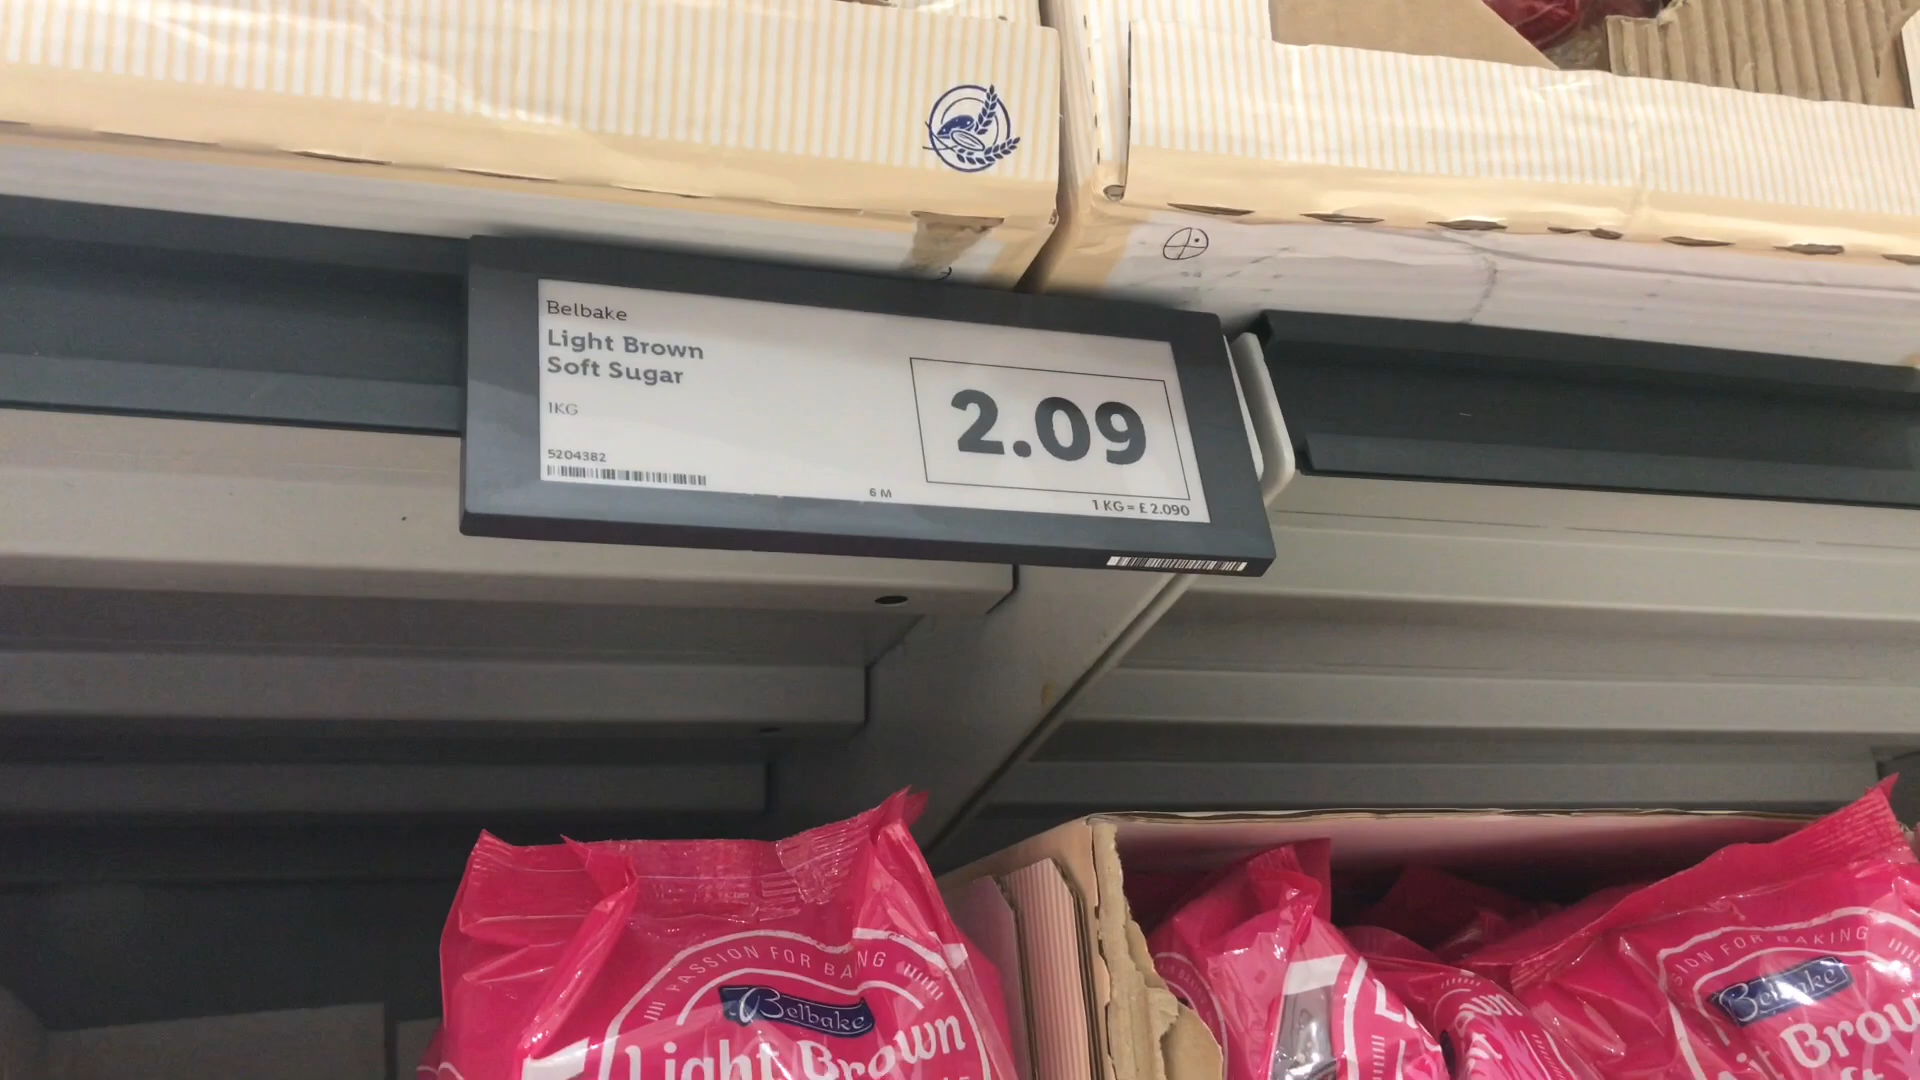 Belbake
Light Brown
Soft Sugar
1KG
5204382
6 M
2.09
1 KG = £ 2.090
PASSION FOR
Belbake
Light Brown
FOR BAKING
Belbake